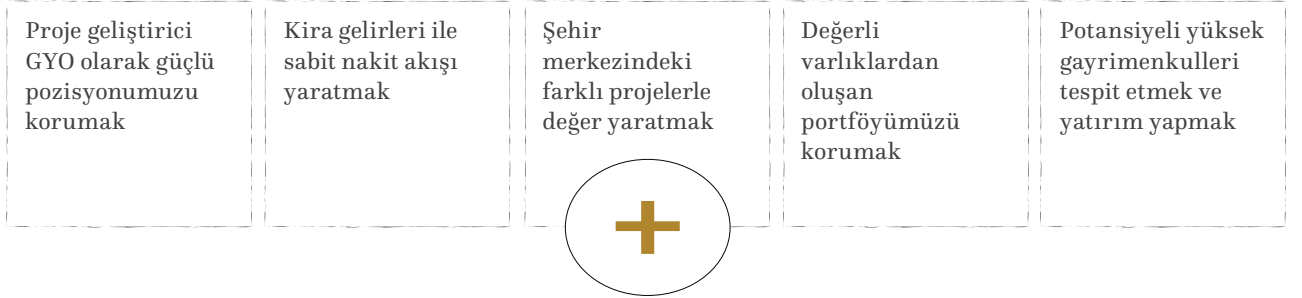 Proje geliştirici
GYO olarak güçlü
pozisyonumuzu
korumak
Kira gelirleri ile
sabit nakit akışı
yaratmak
Şehir
merkezindeki
farklı projelerle
değer yaratmak
Değerli
varlıklardan
oluşan
portföyümüzü
korumak
Potansiyeli yüksek
gayrimenkulleri
tespit etmek ve
yatırım yapmak
+